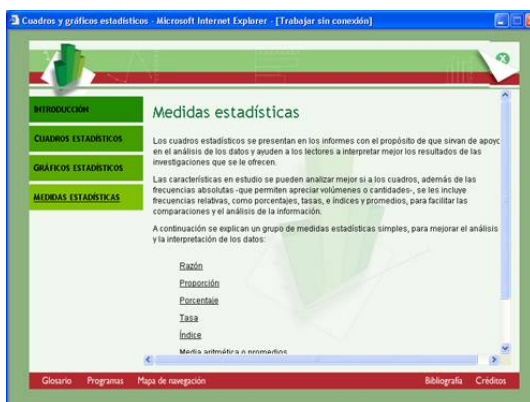 Cuadros y gráficos estadísticos - Microsoft Internet Explorer - [Trabajar sin conexión]
INTRODUCCIÓN
CUADROS ESTADÍSTICOS
GRÁFICOS ESTADÍSTICOS
MEDIDAS ESTADÍSTICAS
Medidas estadísticas
Los cuadros estadísticos se presentan en los informes con el propósito de que sirvan de apoyo
en el análisis de los datos y ayuden a los lectores a interpretar mejor los resultados de las
investigaciones que se le ofrecen.
Las características en estudio se pueden analizar mejor si a los cuadros, además de las
frecuencias absolutas -que permiten apreciar volúmenes o cantidades-, se les incluye
frecuencias relativas, como porcentajes, tasas, e índices y promedios, para facilitar las
comparaciones y el análisis de la información.
A continuación se explican un grupo de medidas estadísticas simples, para mejorar el análisis
y la interpretación de los datos:
Razón
Proporción
Porcentaje
Tasa
Índice
Media aritmética o promedios
Glosario Programas Mapa de navegación Bibliografía Créditos